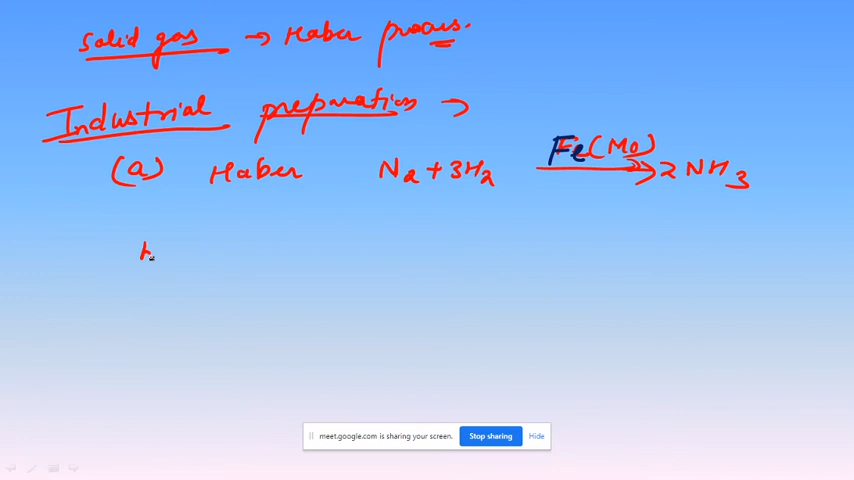 Solid gas → Haber process.
Industrial preparation →
(a) Haber N2 + 3H2 Fe(Mo) → 2NH3
meet.google.com is sharing your screen. Stop sharing Hide